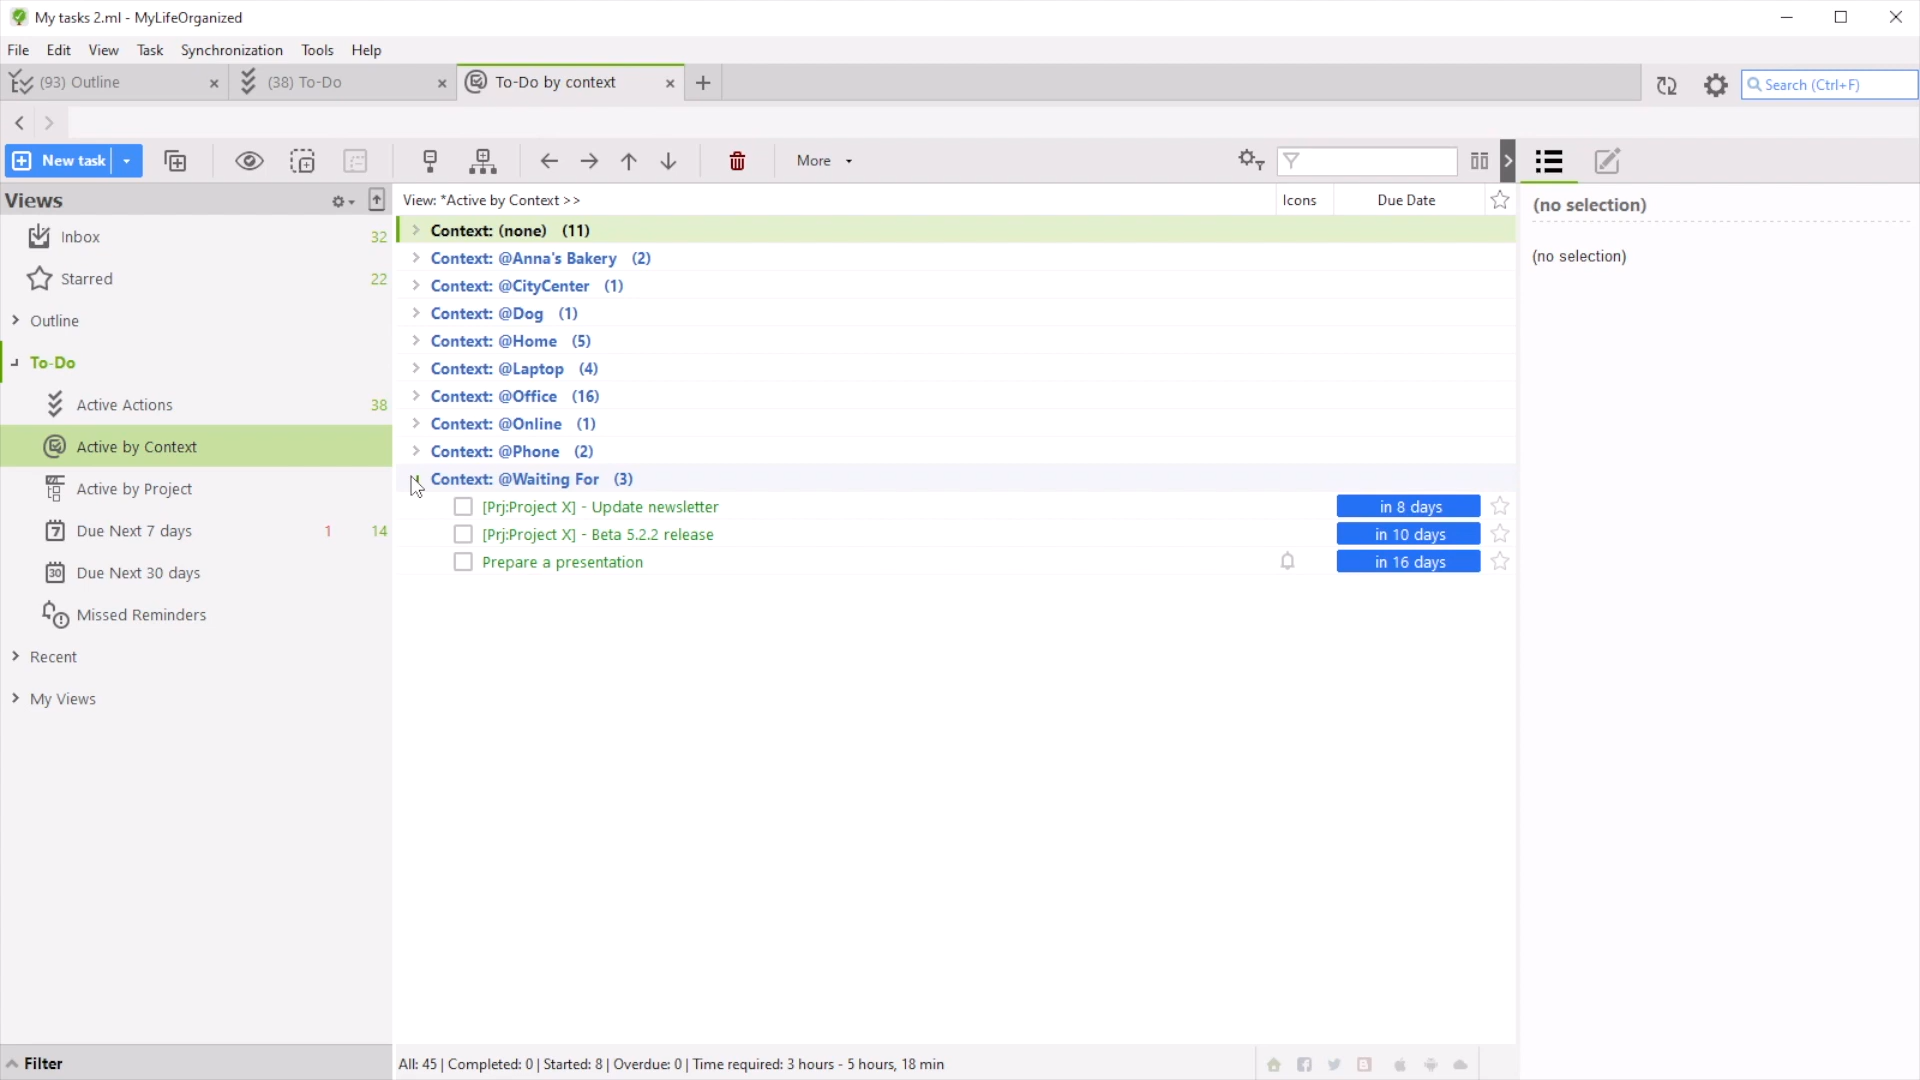 My tasks 2.ml - MyLifeOrganized
File Edit View Task Synchronization Tools Help
(93) Outline (38) To-Do To-Do by context
Search (Ctrl+F)
New task More
Views
Inbox 32
Starred 22
Outline
To-Do
Active Actions 38
Active by Context
Active by Project
7 Due Next 7 days 1 14
30 Due Next 30 days
Missed Reminders
Recent
My Views
Filter
View: *Active by Context >> Icons Due Date
Context: (none) (11)
Context: @Anna's Bakery (2)
Context: @CityCenter (1)
Context: @Dog (1)
Context: @Home (5)
Context: @Laptop (4)
Context: @Office (16)
Context: @Online (1)
Context: @Phone (2)
Context: @Waiting For (3)
[Prj:Project X] - Update newsletter in 8 days
[Prj:Project X] - Beta 5.2.2 release in 10 days
Prepare a presentation in 16 days
All: 45 | Completed: 0 | Started: 8 | Overdue: 0 | Time required: 3 hours - 5 hours, 18 min
(no selection)
(no selection)